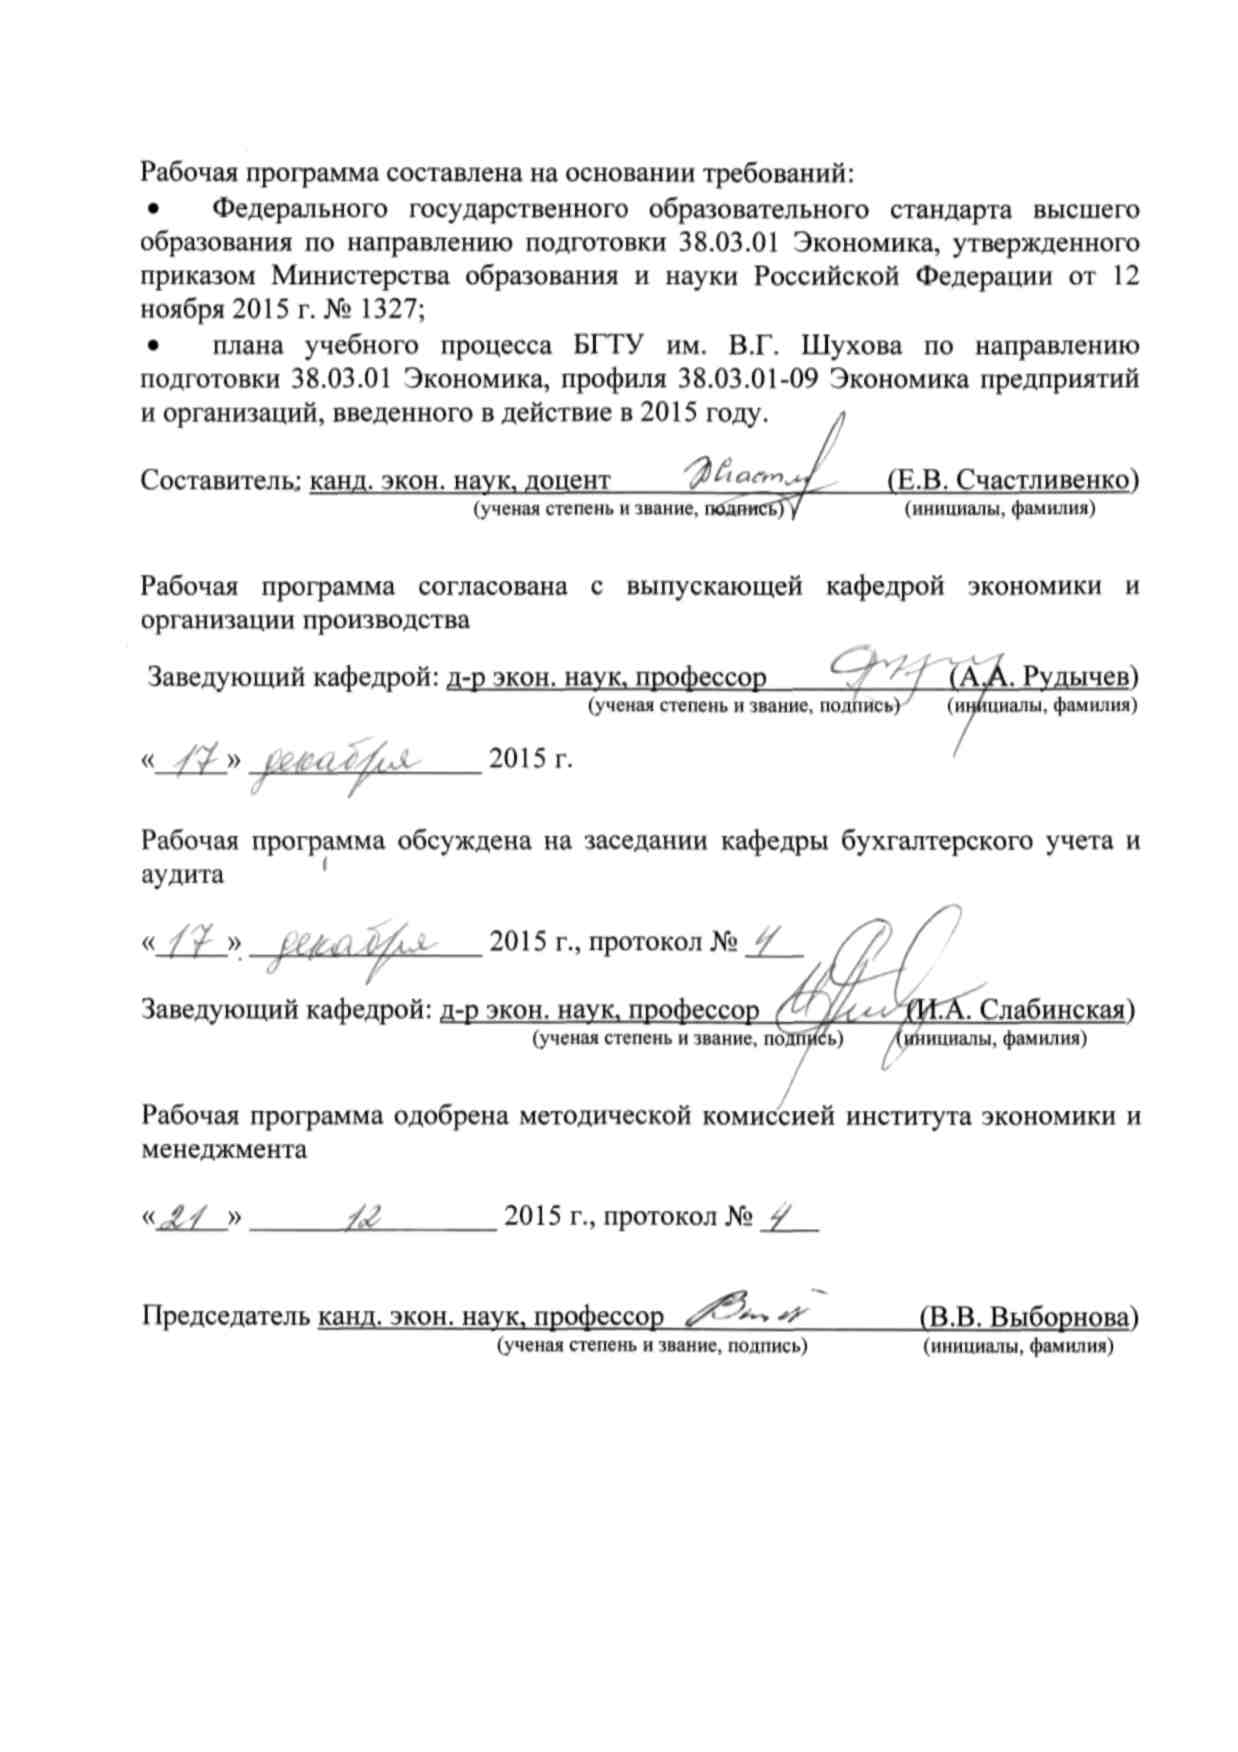 Рабочая программа составлена на основании требований:
• Федерального государственного образовательного стандарта высшего
образования по направлению подготовки 38.03.01 Экономика, утвержденного
приказом Министерства образования и науки Российской Федерации от 12
ноября 2015 г. № 1327;
• плана учебного процесса БГТУ им. В.Г. Шухова по направлению
подготовки 38.03.01 Экономика, профиля 38.03.01-09 Экономика предприятий
и организаций, введенного в действие в 2015 году.
Составитель: канд. экон. наук, доцент (Е.В. Счастливенко)
(ученая степень и звание, подпись) (инициалы, фамилия)
Рабочая программа согласована с выпускающей кафедрой экономики и
организации производства
Заведующий кафедрой: д-р экон. наук, профессор (А.А. Рудычев)
(ученая степень и звание, подпись) (инициалы, фамилия)
«17» декабря 2015 г.
Рабочая программа обсуждена на заседании кафедры бухгалтерского учета и
аудита
«17» декабря 2015 г., протокол № 4
Заведующий кафедрой: д-р экон. наук, профессор (И.А. Слабинская)
(ученая степень и звание, подпись) (инициалы, фамилия)
Рабочая программа одобрена методической комиссией института экономики и
менеджмента
«21» 12 2015 г., протокол № 4
Председатель канд. экон. наук, профессор (В.В. Выборнова)
(ученая степень и звание, подпись) (инициалы, фамилия)